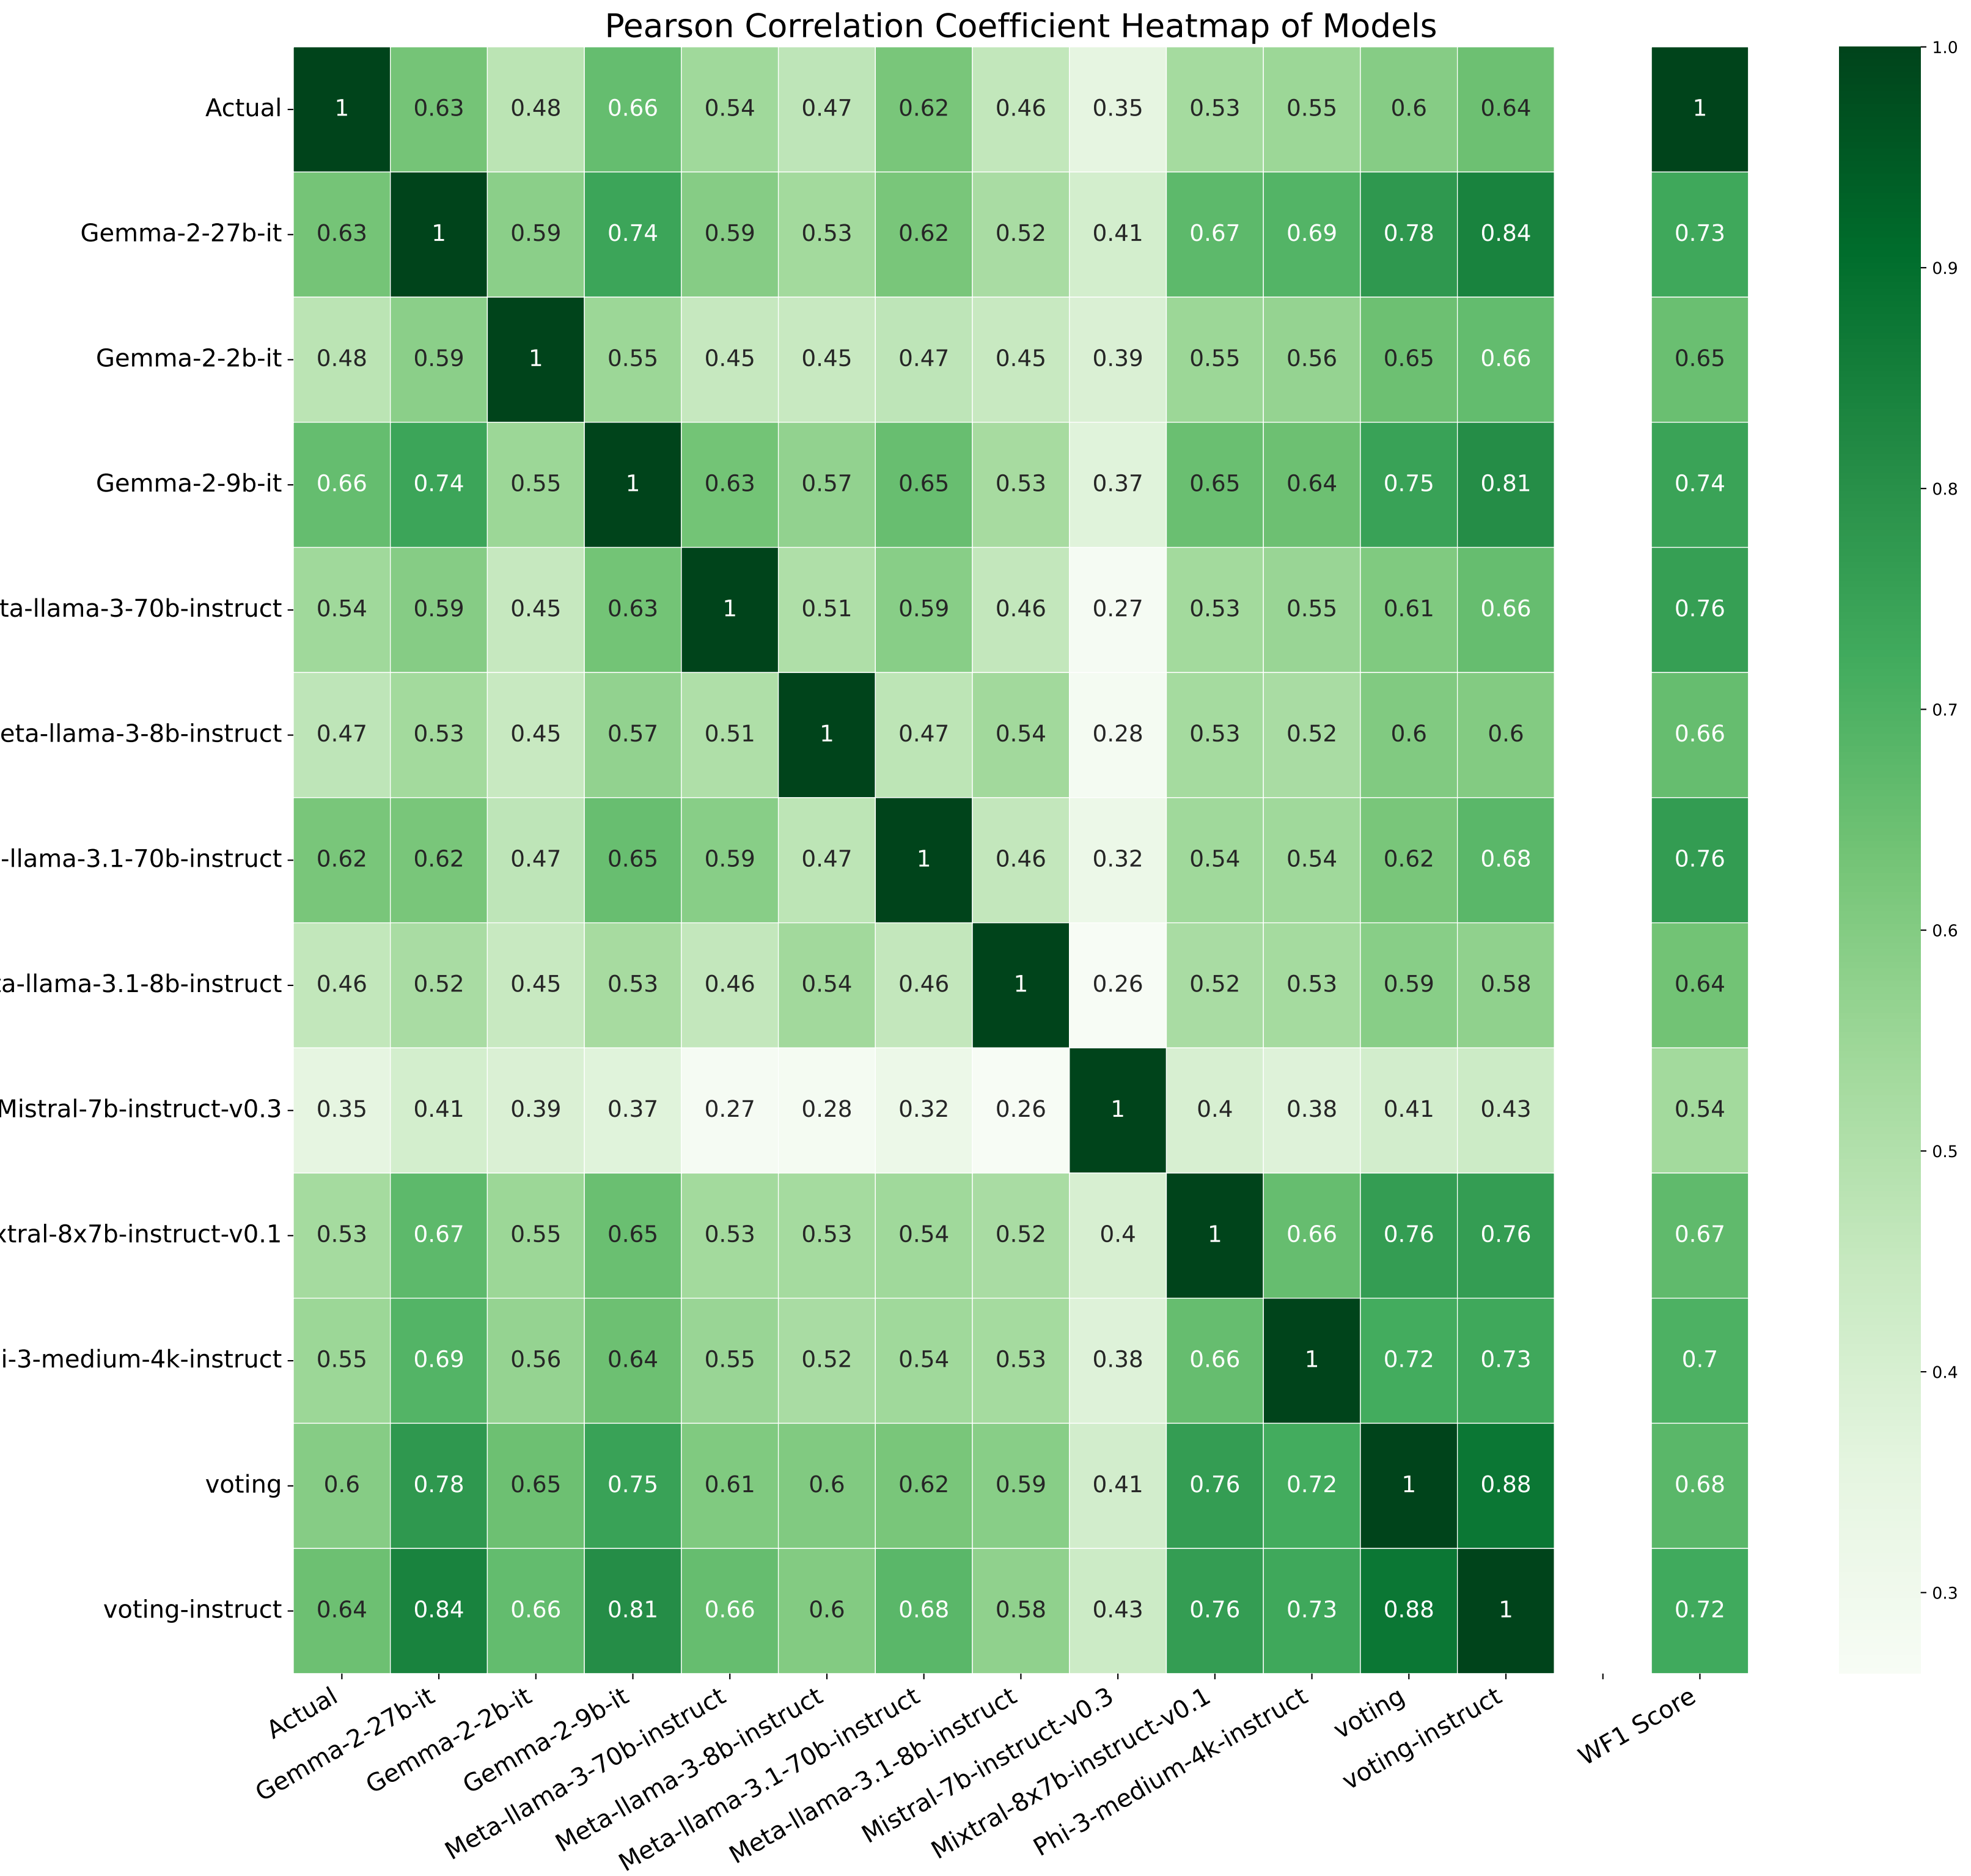 Pearson Correlation Coefficient Heatmap of Models
Actual 1 0.63 0.48 0.66 0.54 0.47 0.62 0.46 0.35 0.53 0.55 0.6 0.64 1
Gemma-2-27b-it 0.63 1 0.59 0.74 0.59 0.53 0.62 0.52 0.41 0.67 0.69 0.78 0.84 0.73
Gemma-2-2b-it 0.48 0.59 1 0.55 0.45 0.45 0.47 0.45 0.39 0.55 0.56 0.65 0.66 0.65
Gemma-2-9b-it 0.66 0.74 0.55 1 0.63 0.57 0.65 0.53 0.37 0.65 0.64 0.75 0.81 0.74
ta-llama-3-70b-instruct 0.54 0.59 0.45 0.63 1 0.51 0.59 0.46 0.27 0.53 0.55 0.61 0.66 0.76
eta-llama-3-8b-instruct 0.47 0.53 0.45 0.57 0.51 1 0.47 0.54 0.28 0.53 0.52 0.6 0.6 0.66
-llama-3.1-70b-instruct 0.62 0.62 0.47 0.65 0.59 0.47 1 0.46 0.32 0.54 0.54 0.62 0.68 0.76
ta-llama-3.1-8b-instruct 0.46 0.52 0.45 0.53 0.46 0.54 0.46 1 0.26 0.52 0.53 0.59 0.58 0.64
Mistral-7b-instruct-v0.3 0.35 0.41 0.39 0.37 0.27 0.28 0.32 0.26 1 0.4 0.38 0.41 0.43 0.54
xtral-8x7b-instruct-v0.1 0.53 0.67 0.55 0.65 0.53 0.53 0.54 0.52 0.4 1 0.66 0.76 0.76 0.67
i-3-medium-4k-instruct 0.55 0.69 0.56 0.64 0.55 0.52 0.54 0.53 0.38 0.66 1 0.72 0.73 0.7
voting 0.6 0.78 0.65 0.75 0.61 0.6 0.62 0.59 0.41 0.76 0.72 1 0.88 0.68
voting-instruct 0.64 0.84 0.66 0.81 0.66 0.6 0.68 0.58 0.43 0.76 0.73 0.88 1 0.72
Actual
Gemma-2-27b-it
Gemma-2-2b-it
Gemma-2-9b-it
Meta-llama-3-70b-instruct
Meta-llama-3-8b-instruct
Meta-llama-3.1-70b-instruct
Meta-llama-3.1-8b-instruct
Mistral-7b-instruct-v0.3
Mixtral-8x7b-instruct-v0.1
Phi-3-medium-4k-instruct
voting
voting-instruct
WF1 Score
1.0
0.9
0.8
0.7
0.6
0.5
0.4
0.3